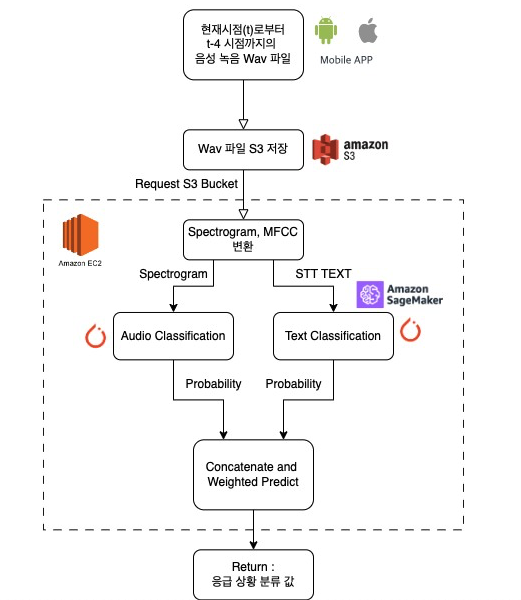 현재시점(t)로부터
t-4 시점까지의
음성 녹음 Wav 파일
Mobile APP
Wav 파일 S3 저장
amazon
S3
Request S3 Bucket
Amazon EC2
Spectrogram, MFCC
변환
Spectrogram
STT TEXT
Amazon
SageMaker
Audio Classification
Text Classification
Probability
Probability
Concatenate and
Weighted Predict
Return :
응급 상황 분류 값